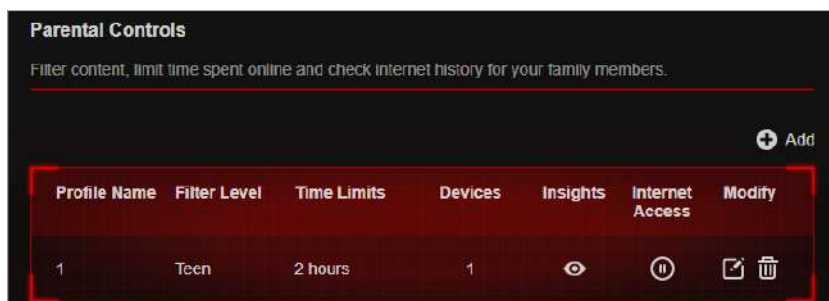 Parental Controls
Filter content, limit time spent online and check internet history for your family members.
Add
Profile Name Filter Level Time Limits Devices Insights Internet Access Modify
1 Teen 2 hours 1